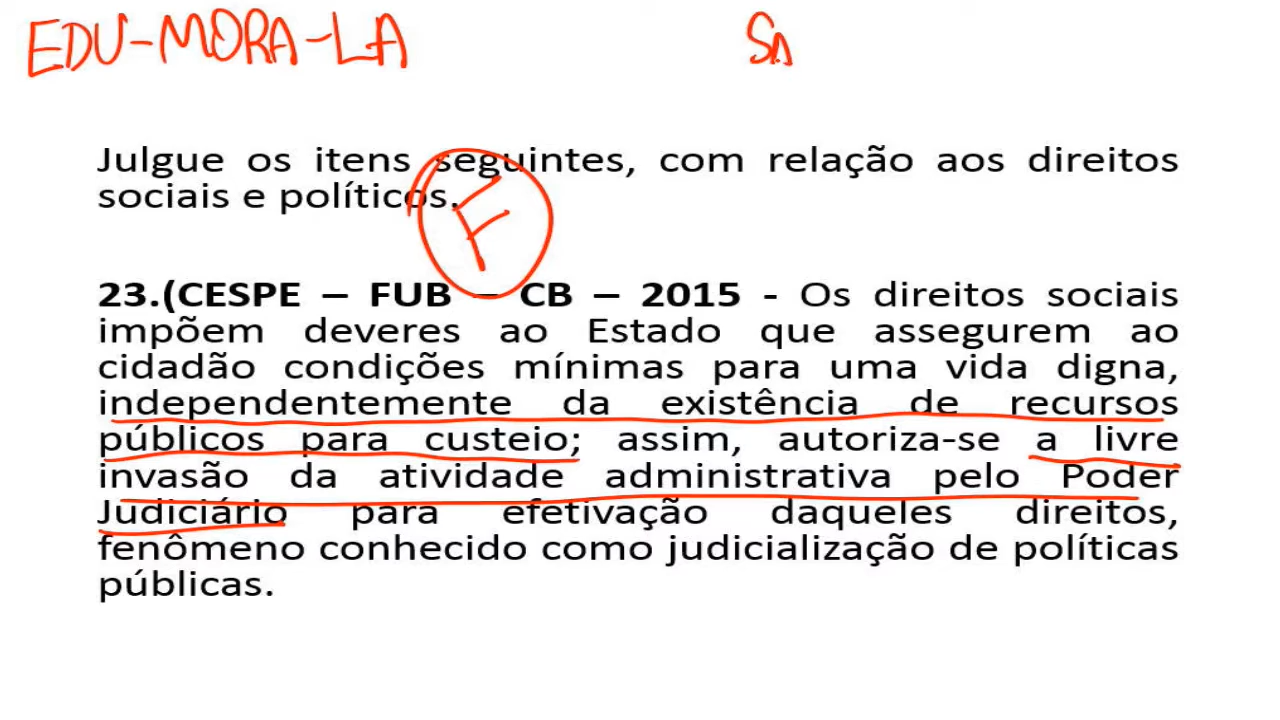 EDU-MORA-LA SA
Julgue os itens seguintes, com relação aos direitos
sociais e políticos.
F
23.(CESPE – FUB – CB – 2015 - Os direitos sociais
impõem deveres ao Estado que assegurem ao
cidadão condições mínimas para uma vida digna,
independentemente da existência de recursos
públicos para custeio; assim, autoriza-se a livre
invasão da atividade administrativa pelo Poder
Judiciário para efetivação daqueles direitos,
fenômeno conhecido como judicialização de políticas
públicas.